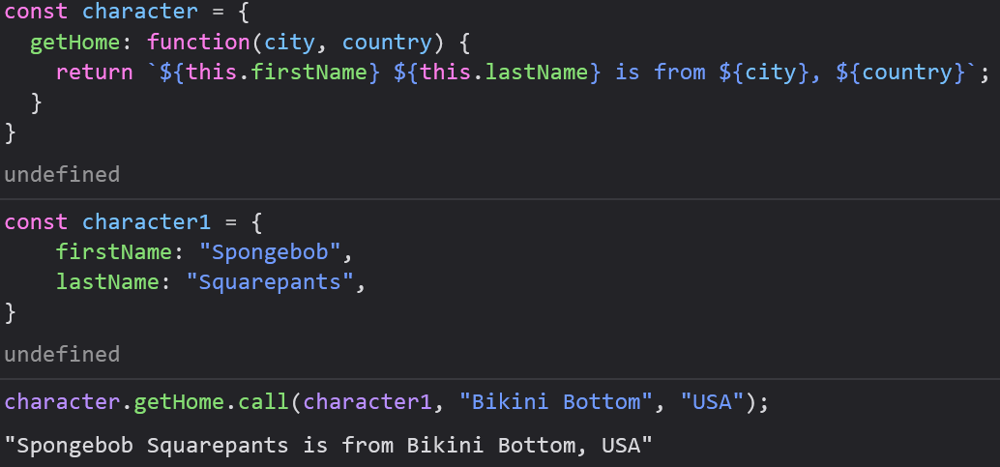 const character = {
  getHome: function(city, country) {
    return `${this.firstName} ${this.lastName} is from ${city}, ${country}`;
  }
}
undefined
const character1 = {
    firstName: "Spongebob",
    lastName: "Squarepants",
}
undefined
character.getHome.call(character1, "Bikini Bottom", "USA");
"Spongebob Squarepants is from Bikini Bottom, USA"